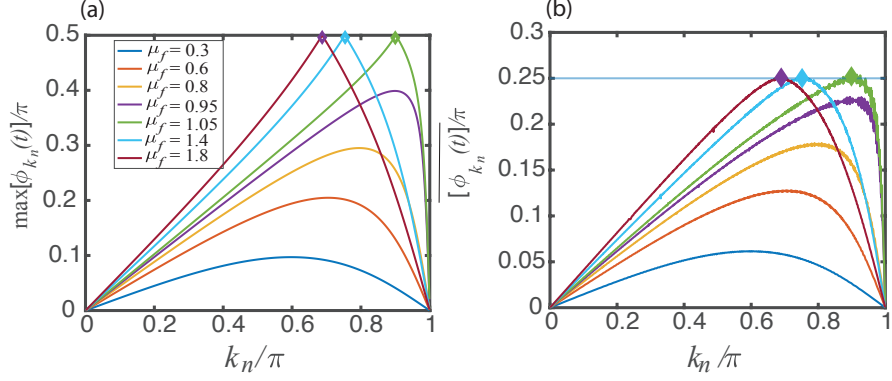 (a)
0.5
0.4
0.3
0.2
0.1
0
max[ϕ_{k_n}(t)]/π
μ_f = 0.3
μ_f = 0.6
μ_f = 0.8
μ_f = 0.95
μ_f = 1.05
μ_f = 1.4
μ_f = 1.8
0 0.2 0.4 0.6 0.8 1
k_n/π
(b)
0.3
0.25
0.2
0.15
0.1
0.05
0
[ϕ_{k_n}(t)]/π
0 0.2 0.4 0.6 0.8 1
k_n/π